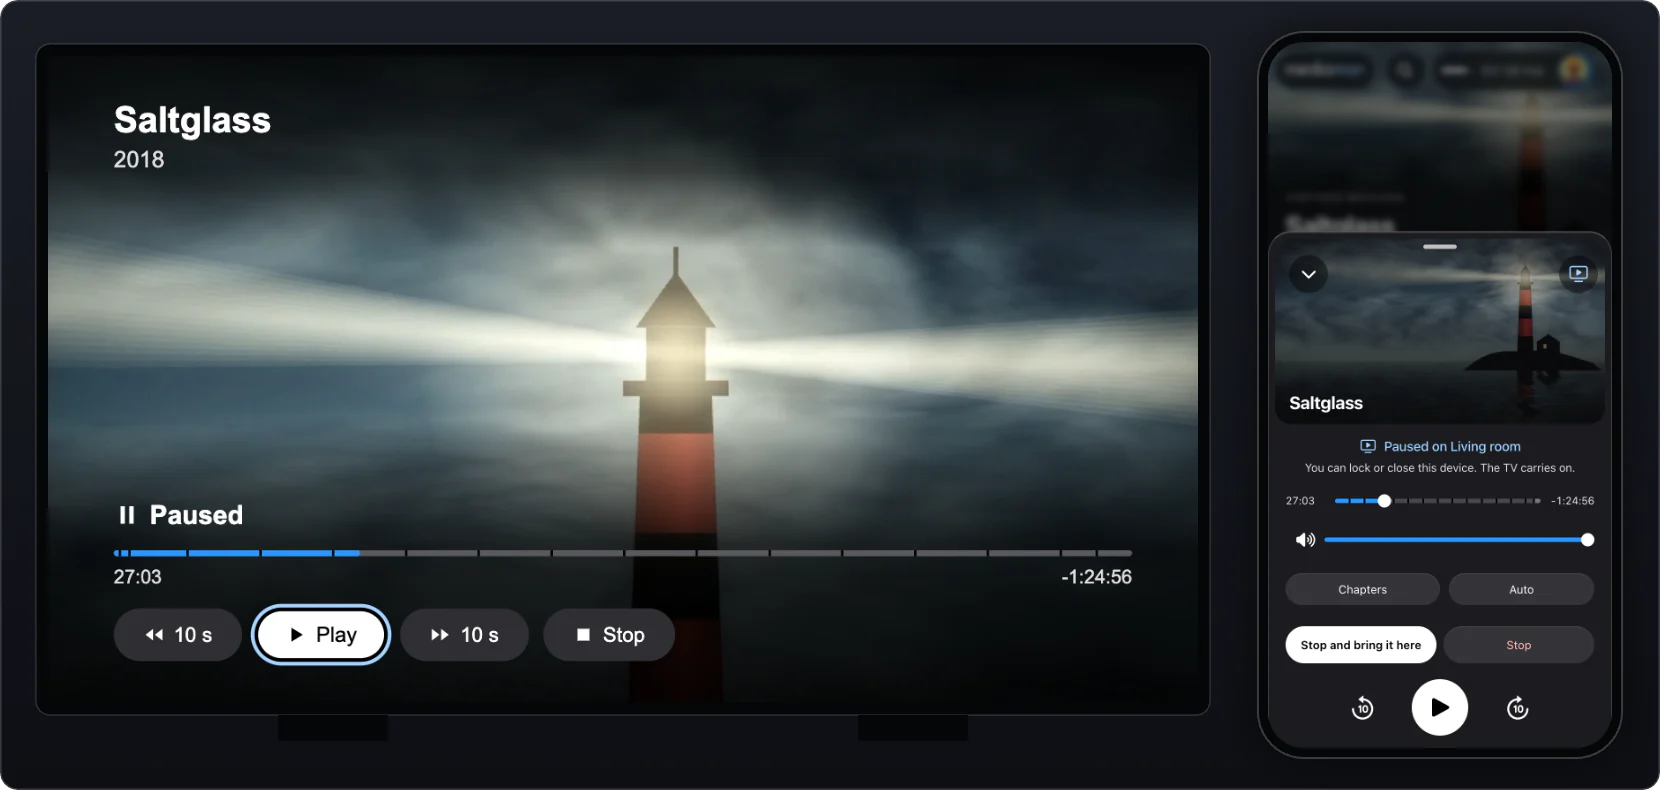 Saltglass
2018
Paused
27:03
-1:24:56
10 s
Play
10 s
Stop
Saltglass
Saltglass
Paused on Living room
You can lock or close this device. The TV carries on.
27:03
-1:24:56
Chapters
Auto
Stop and bring it here
Stop
10
10